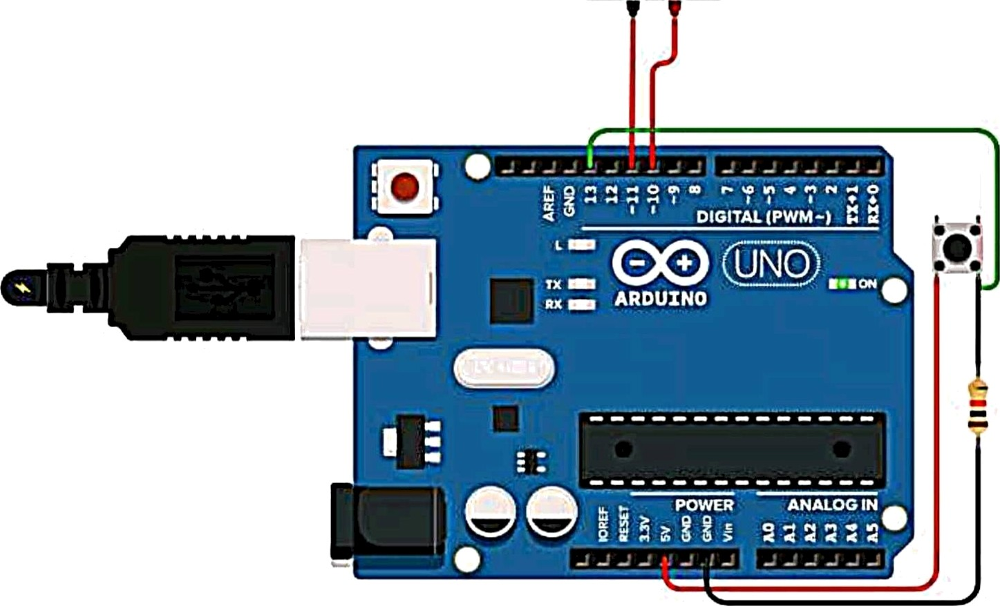 AREF
GND
13
12
~11
~10
~9
8
7
~6
~5
4
~3
2
TX→1
RX←0
DIGITAL (PWM~)
L
TX
RX
ARDUINO
UNO
ON
POWER
ANALOG IN
IOREF
RESET
3.3V
5V
GND
GND
Vin
A0
A1
A2
A3
A4
A5